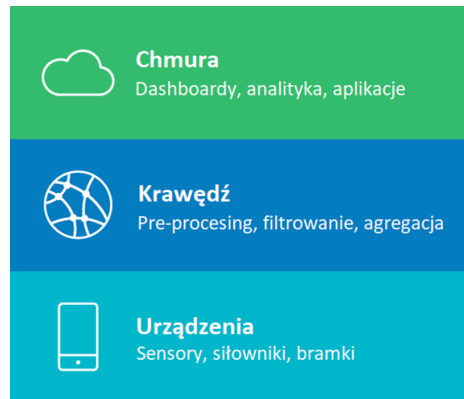 Chmura
Dashboardy, analityka, aplikacje
Krawędź
Pre-procesing, filtrowanie, agregacja
Urządzenia
Sensory, siłowniki, bramki